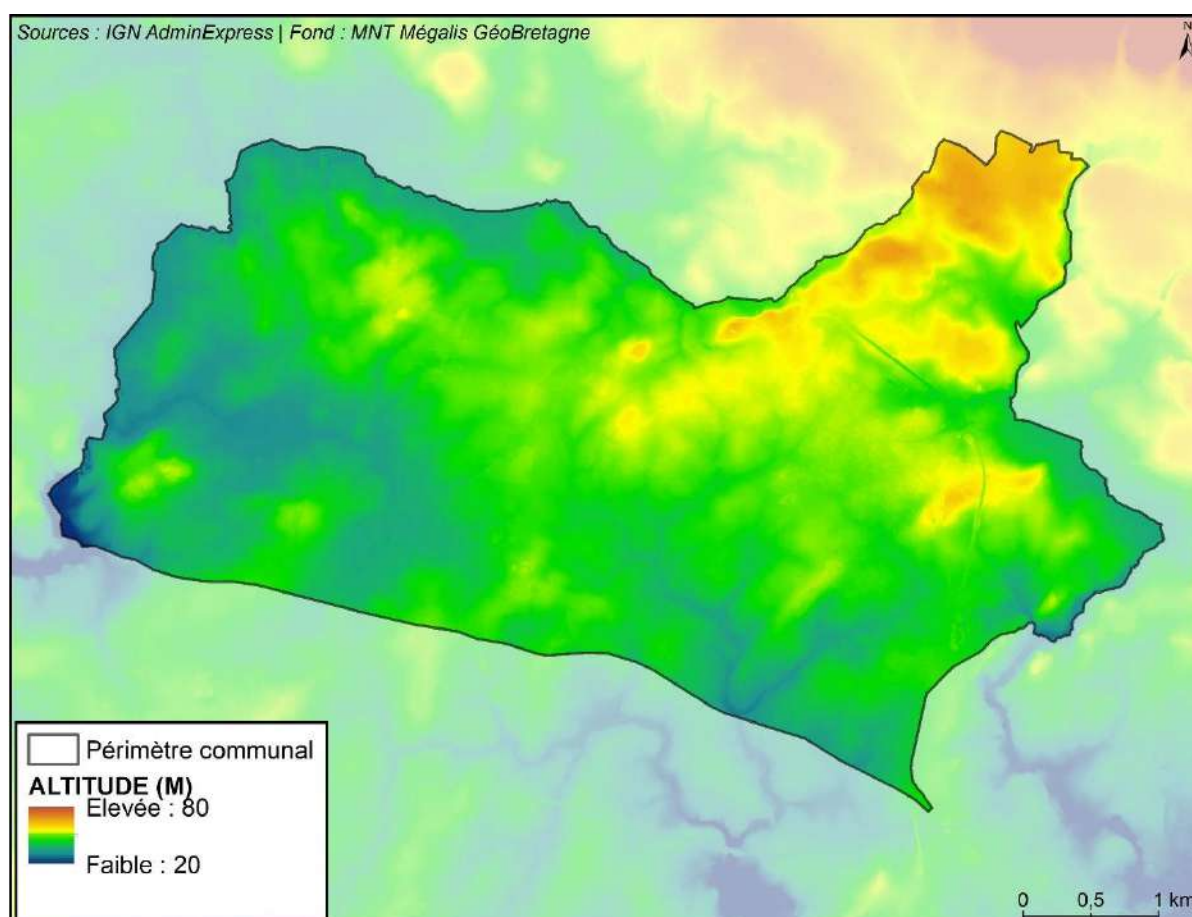 Sources : IGN AdminExpress | Fond : MNT Mégalis GéoBretagne
N
Périmètre communal
ALTITUDE (M)
Elevée : 80
Faible : 20
0 0,5 1 km